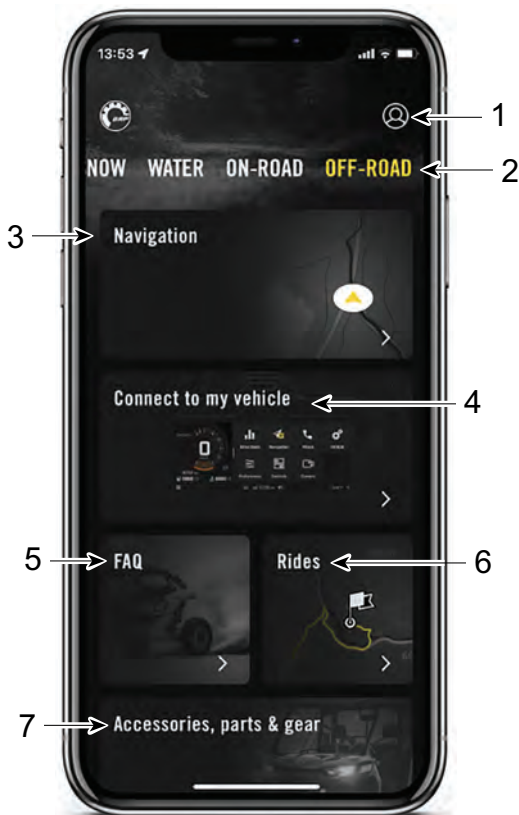 13:53
1
NOW WATER ON-ROAD OFF-ROAD
2
3
Navigation
Connect to my vehicle
4
0
5
FAQ
Rides
6
7
Accessories, parts & gear